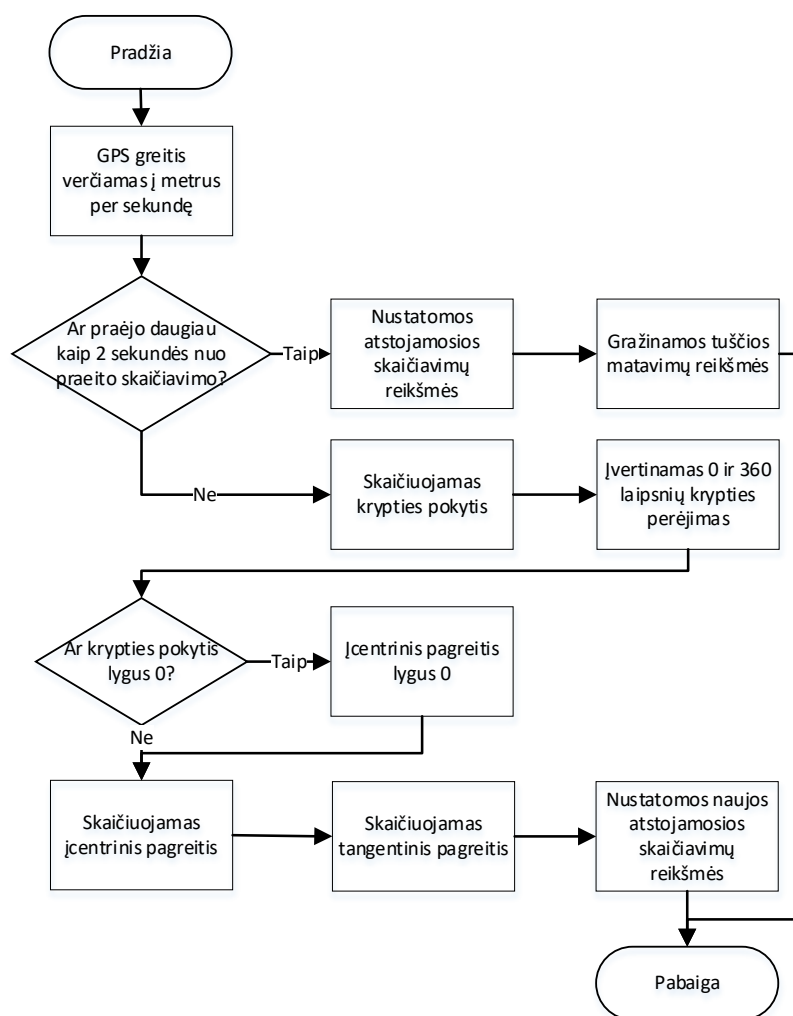 Pradžia
GPS greitis
verčiamas į metrus
per sekundę
Ar praėjo daugiau
kaip 2 sekundės nuo
praeito skaičiavimo?
Taip
Nustatomos
atstojamosios
skaičiavimų
reikšmės
Gražinamos tuščios
matavimų reikšmės
Ne
Skaičiuojamas
krypties pokytis
Įvertinamas 0 ir 360
laipsnių krypties
perėjimas
Ar krypties pokytis
lygus 0?
Taip
Įcentrinis pagreitis
lygus 0
Ne
Skaičiuojamas
įcentrinis pagreitis
Skaičiuojamas
tangentinis pagreitis
Nustatomos naujos
atstojamosios
skaičiavimų
reikšmės
Pabaiga